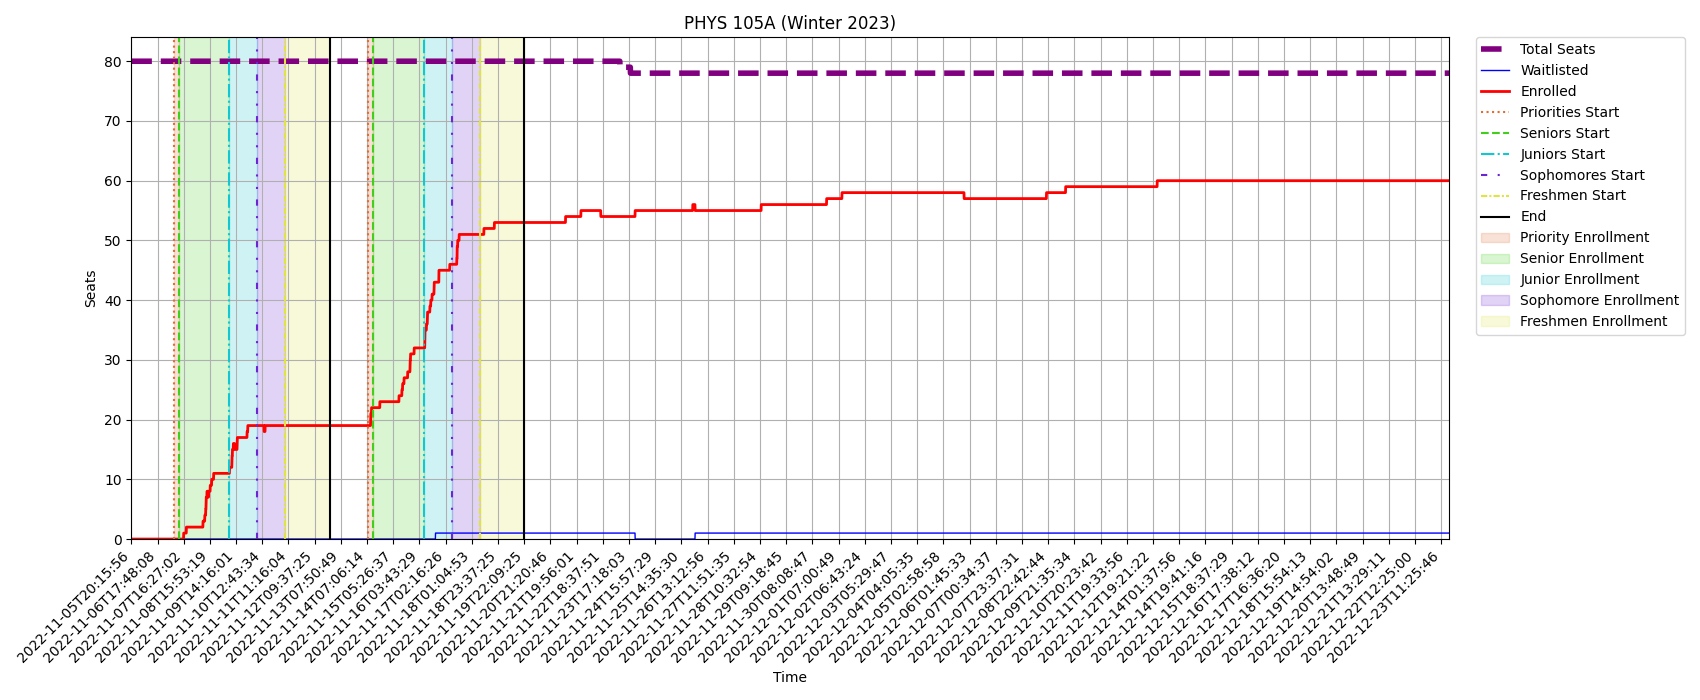 PHYS 105A (Winter 2023)
Seats
80
70
60
50
40
30
20
10
0
2022-11-05T20:15:56
2022-11-06T17:48:08
2022-11-07T16:27:02
2022-11-08T15:53:19
2022-11-09T14:16:01
2022-11-10T12:43:34
2022-11-11T11:16:04
2022-11-12T09:37:25
2022-11-13T07:50:49
2022-11-14T07:06:14
2022-11-15T05:26:37
2022-11-16T03:43:29
2022-11-17T02:16:26
2022-11-18T01:04:53
2022-11-18T23:37:25
2022-11-19T22:09:25
2022-11-20T21:20:46
2022-11-21T19:56:01
2022-11-22T18:37:51
2022-11-23T17:18:03
2022-11-24T15:57:29
2022-11-25T14:35:30
2022-11-26T13:12:56
2022-11-27T11:51:35
2022-11-28T10:32:54
2022-11-29T09:18:45
2022-11-30T08:08:47
2022-12-01T07:00:49
2022-12-02T06:43:24
2022-12-03T05:29:47
2022-12-04T04:05:35
2022-12-05T02:58:58
2022-12-06T01:45:33
2022-12-07T00:34:37
2022-12-07T23:37:31
2022-12-08T22:42:44
2022-12-09T21:35:34
2022-12-10T20:23:42
2022-12-11T19:33:56
2022-12-12T19:21:22
2022-12-14T01:37:56
2022-12-14T19:41:16
2022-12-15T18:37:29
2022-12-16T17:38:12
2022-12-17T16:36:20
2022-12-18T15:54:13
2022-12-19T14:54:02
2022-12-20T13:48:49
2022-12-21T13:29:11
2022-12-22T12:25:00
2022-12-23T11:25:46
Time
Total Seats
Waitlisted
Enrolled
Priorities Start
Seniors Start
Juniors Start
Sophomores Start
Freshmen Start
End
Priority Enrollment
Senior Enrollment
Junior Enrollment
Sophomore Enrollment
Freshmen Enrollment